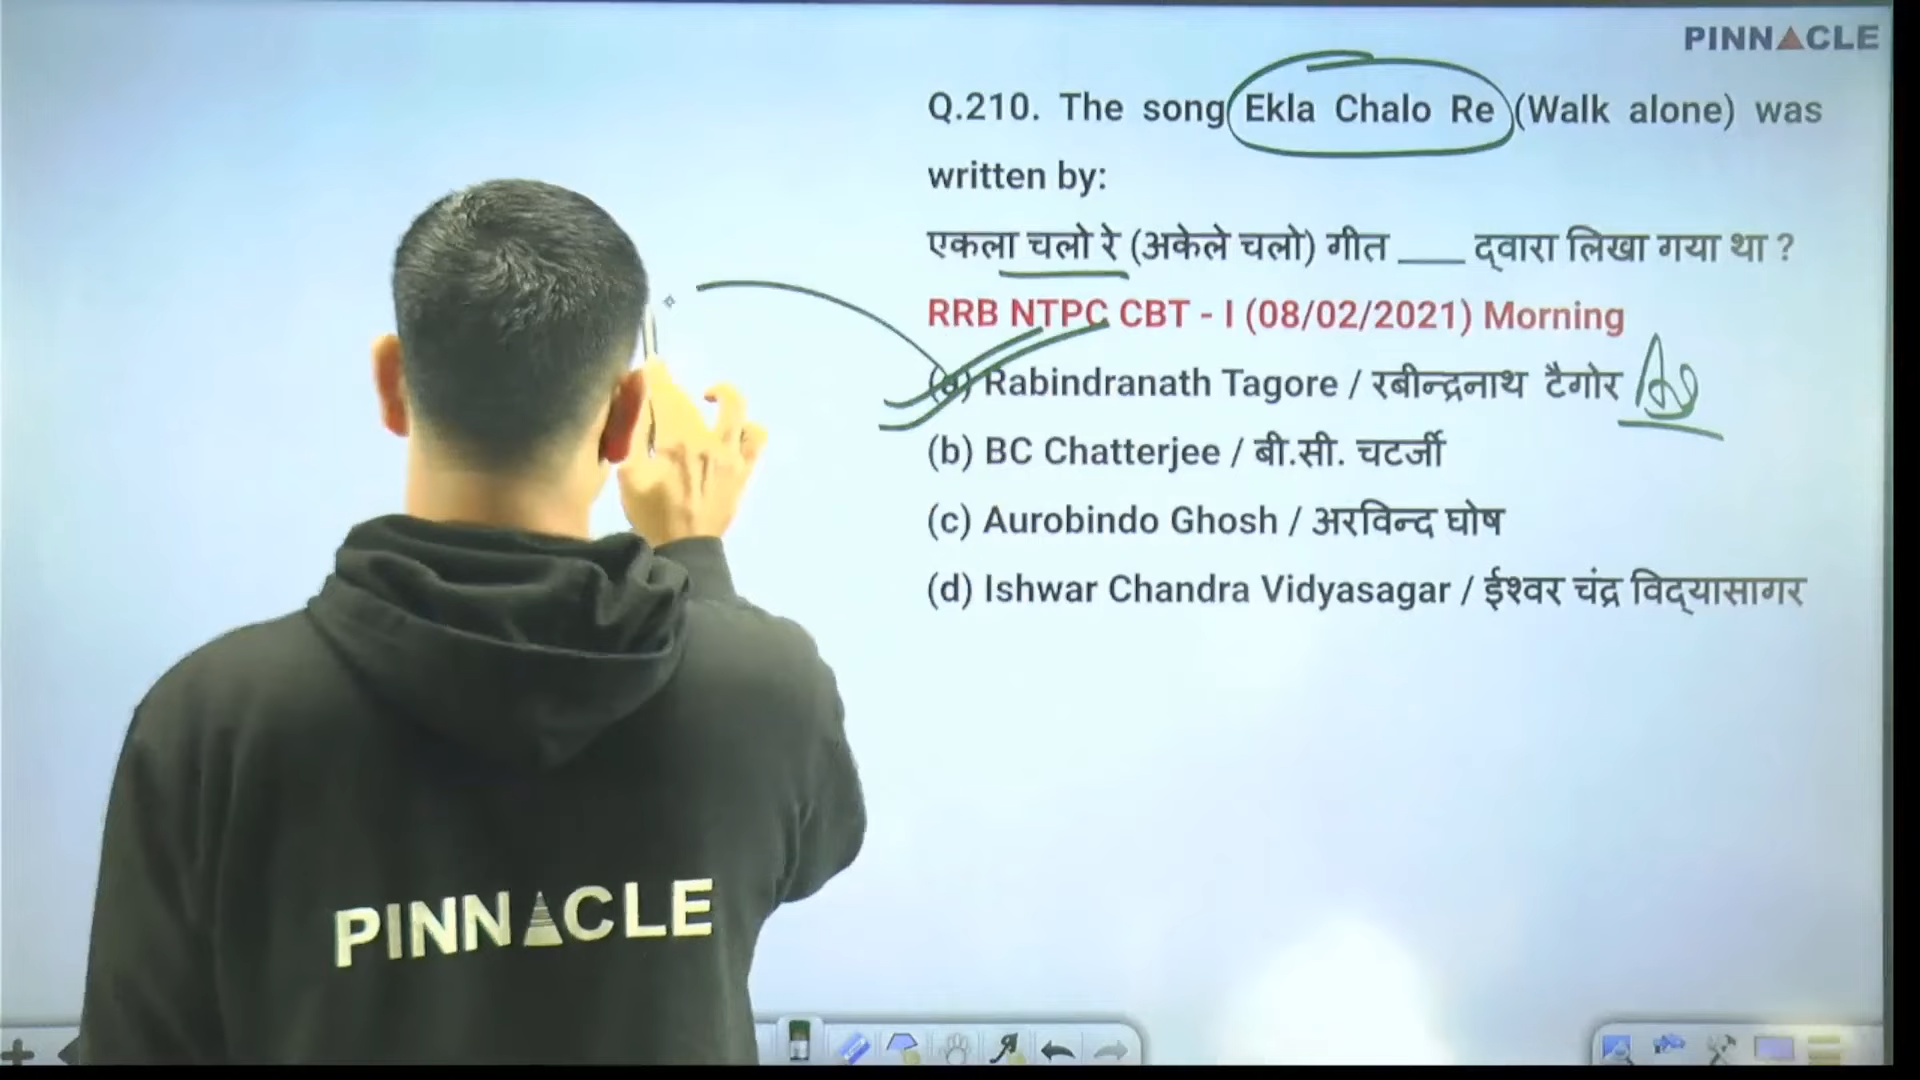 PINNACLE
Q.210. The song Ekla Chalo Re (Walk alone) was
written by:
एकला चलो रे (अकेले चलो) गीत ____ द्वारा लिखा गया था ?
RRB NTPC CBT - I (08/02/2021) Morning
(a) Rabindranath Tagore / रबीन्द्रनाथ टैगोर
(b) BC Chatterjee / बी.सी. चटर्जी
(c) Aurobindo Ghosh / अरविन्द घोष
(d) Ishwar Chandra Vidyasagar / ईश्वर चंद्र विद्यासागर
PINNACLE